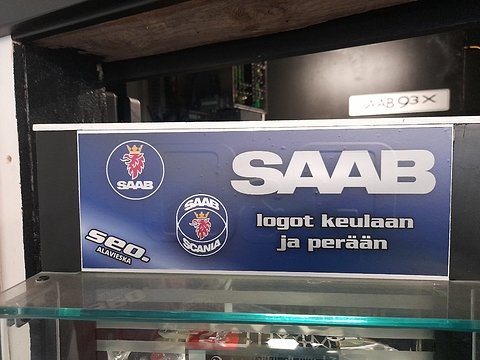 SAAB 93X
SAAB
SAAB
SAAB
SCANIA
logot keulaan
ja perään
seo.
ALAVIESKA